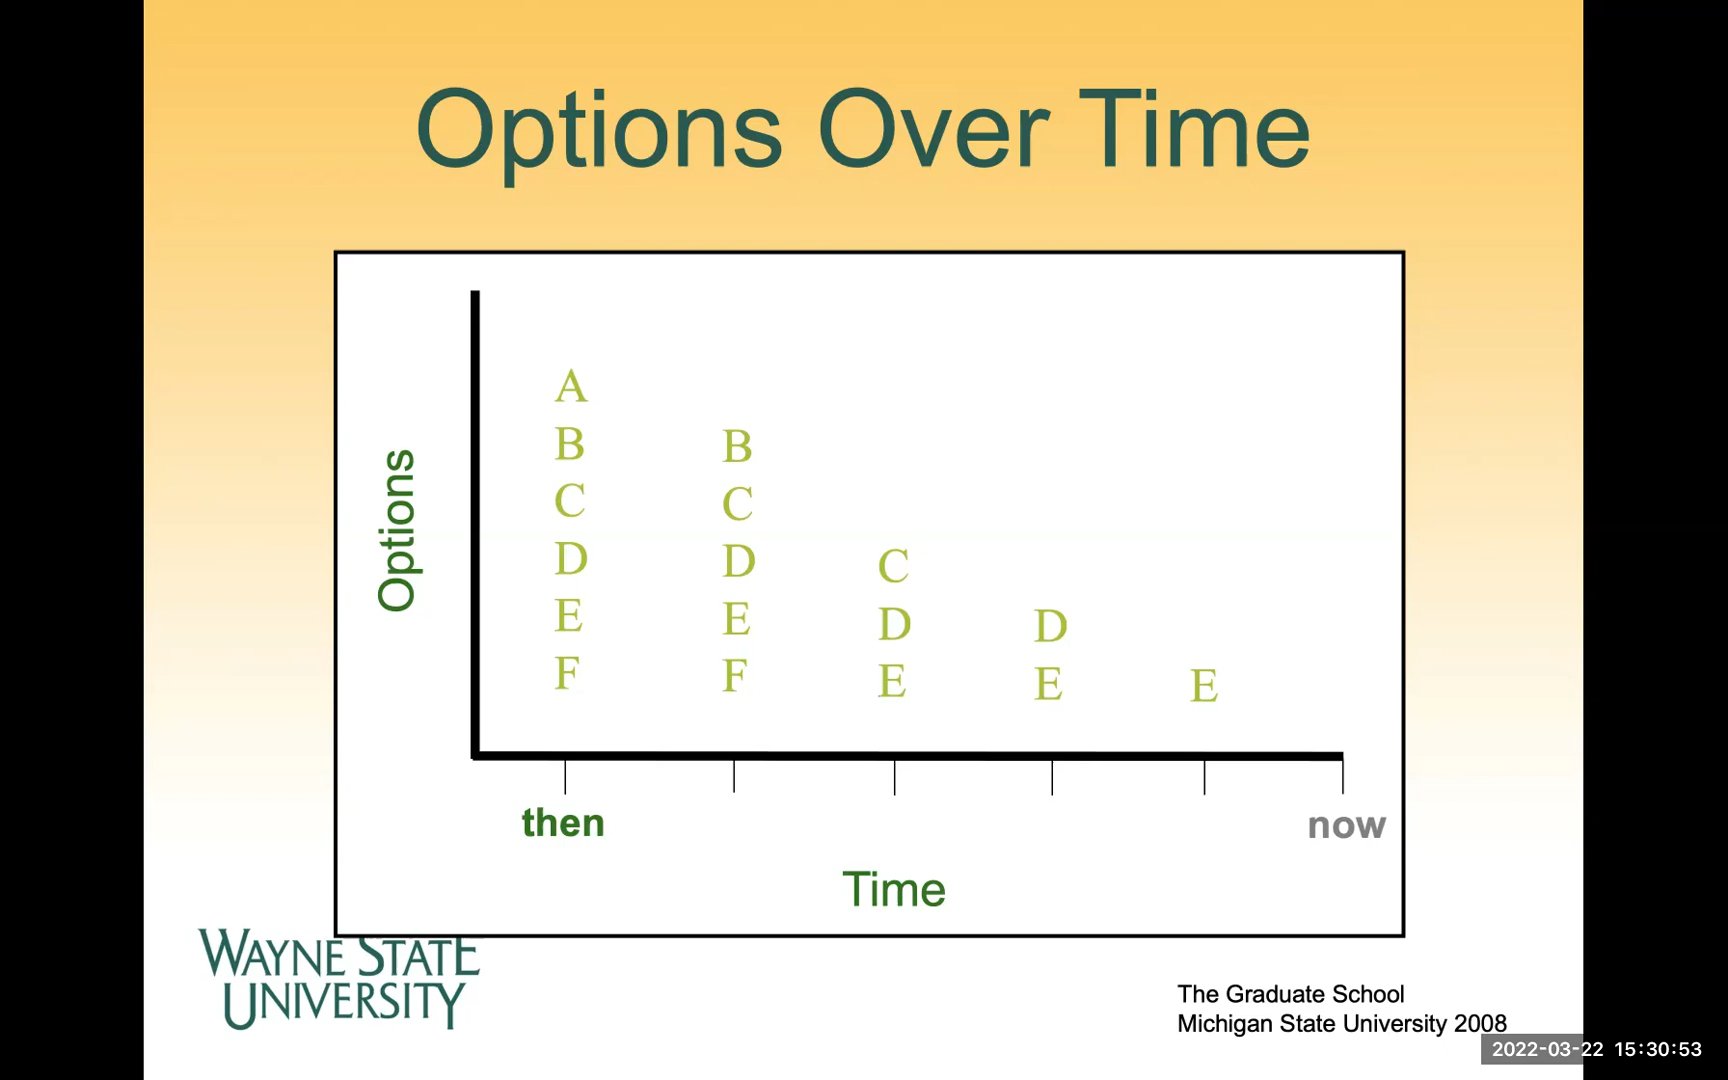 Options Over Time
Options
A
B
C
D
E
F
B
C
D
E
F
C
D
E
D
E
E
then
now
Time
WAYNE STATE
UNIVERSITY
The Graduate School
Michigan State University 2008
2022-03-22 15:30:53